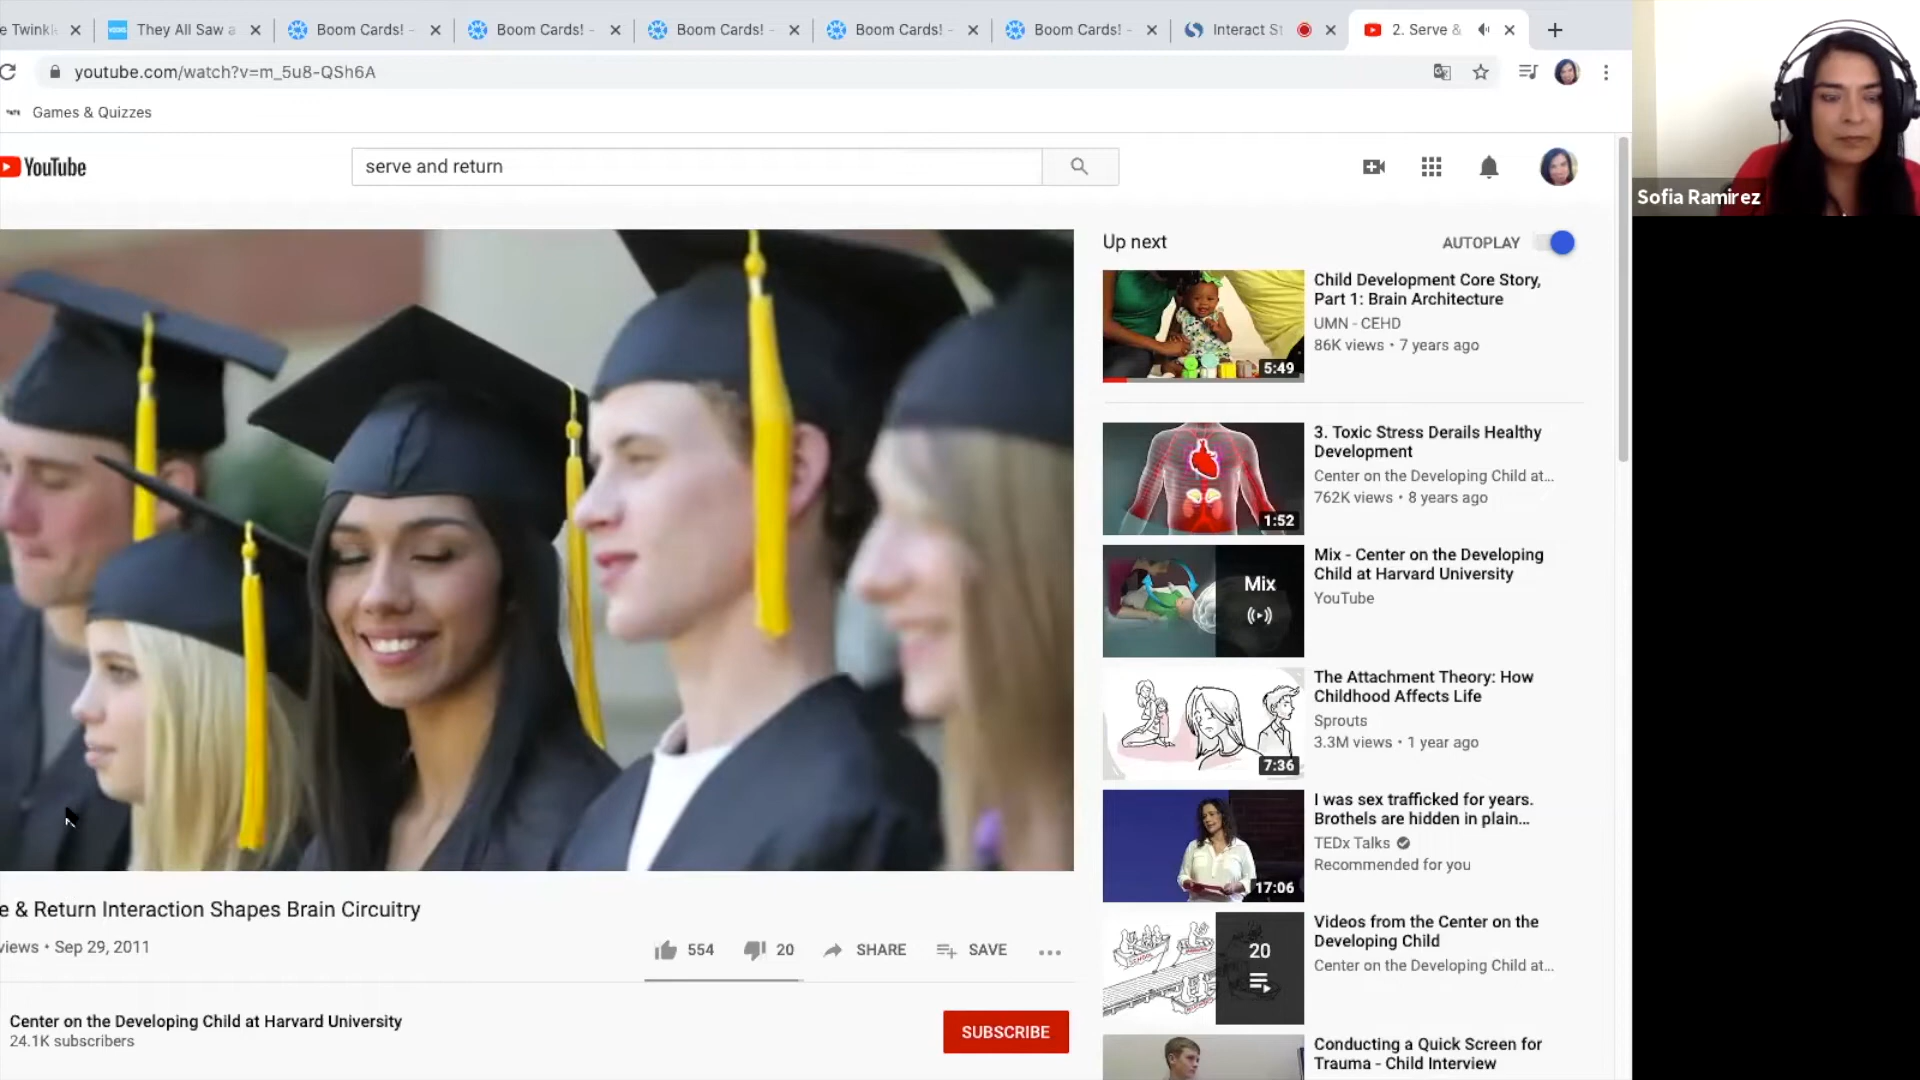 e Twinkl
They All Saw a
Boom Cards! -
Boom Cards! -
Boom Cards! -
Boom Cards! -
Boom Cards! -
Interact St
2. Serve &
youtube.com/watch?v=m_5u8-QSh6A
Games & Quizzes
YouTube
serve and return
Sofia Ramirez
Up next
AUTOPLAY
Child Development Core Story,
Part 1: Brain Architecture
UMN - CEHD
86K views • 7 years ago
5:49
3. Toxic Stress Derails Healthy
Development
Center on the Developing Child at...
762K views • 8 years ago
1:52
Mix - Center on the Developing
Child at Harvard University
YouTube
Mix
The Attachment Theory: How
Childhood Affects Life
Sprouts
3.3M views • 1 year ago
7:36
I was sex trafficked for years.
Brothels are hidden in plain...
TEDx Talks
Recommended for you
17:06
Videos from the Center on the
Developing Child
Center on the Developing Child at...
20
Conducting a Quick Screen for
Trauma - Child Interview
e & Return Interaction Shapes Brain Circuitry
views • Sep 29, 2011
554
20
SHARE
SAVE
Center on the Developing Child at Harvard University
24.1K subscribers
SUBSCRIBE